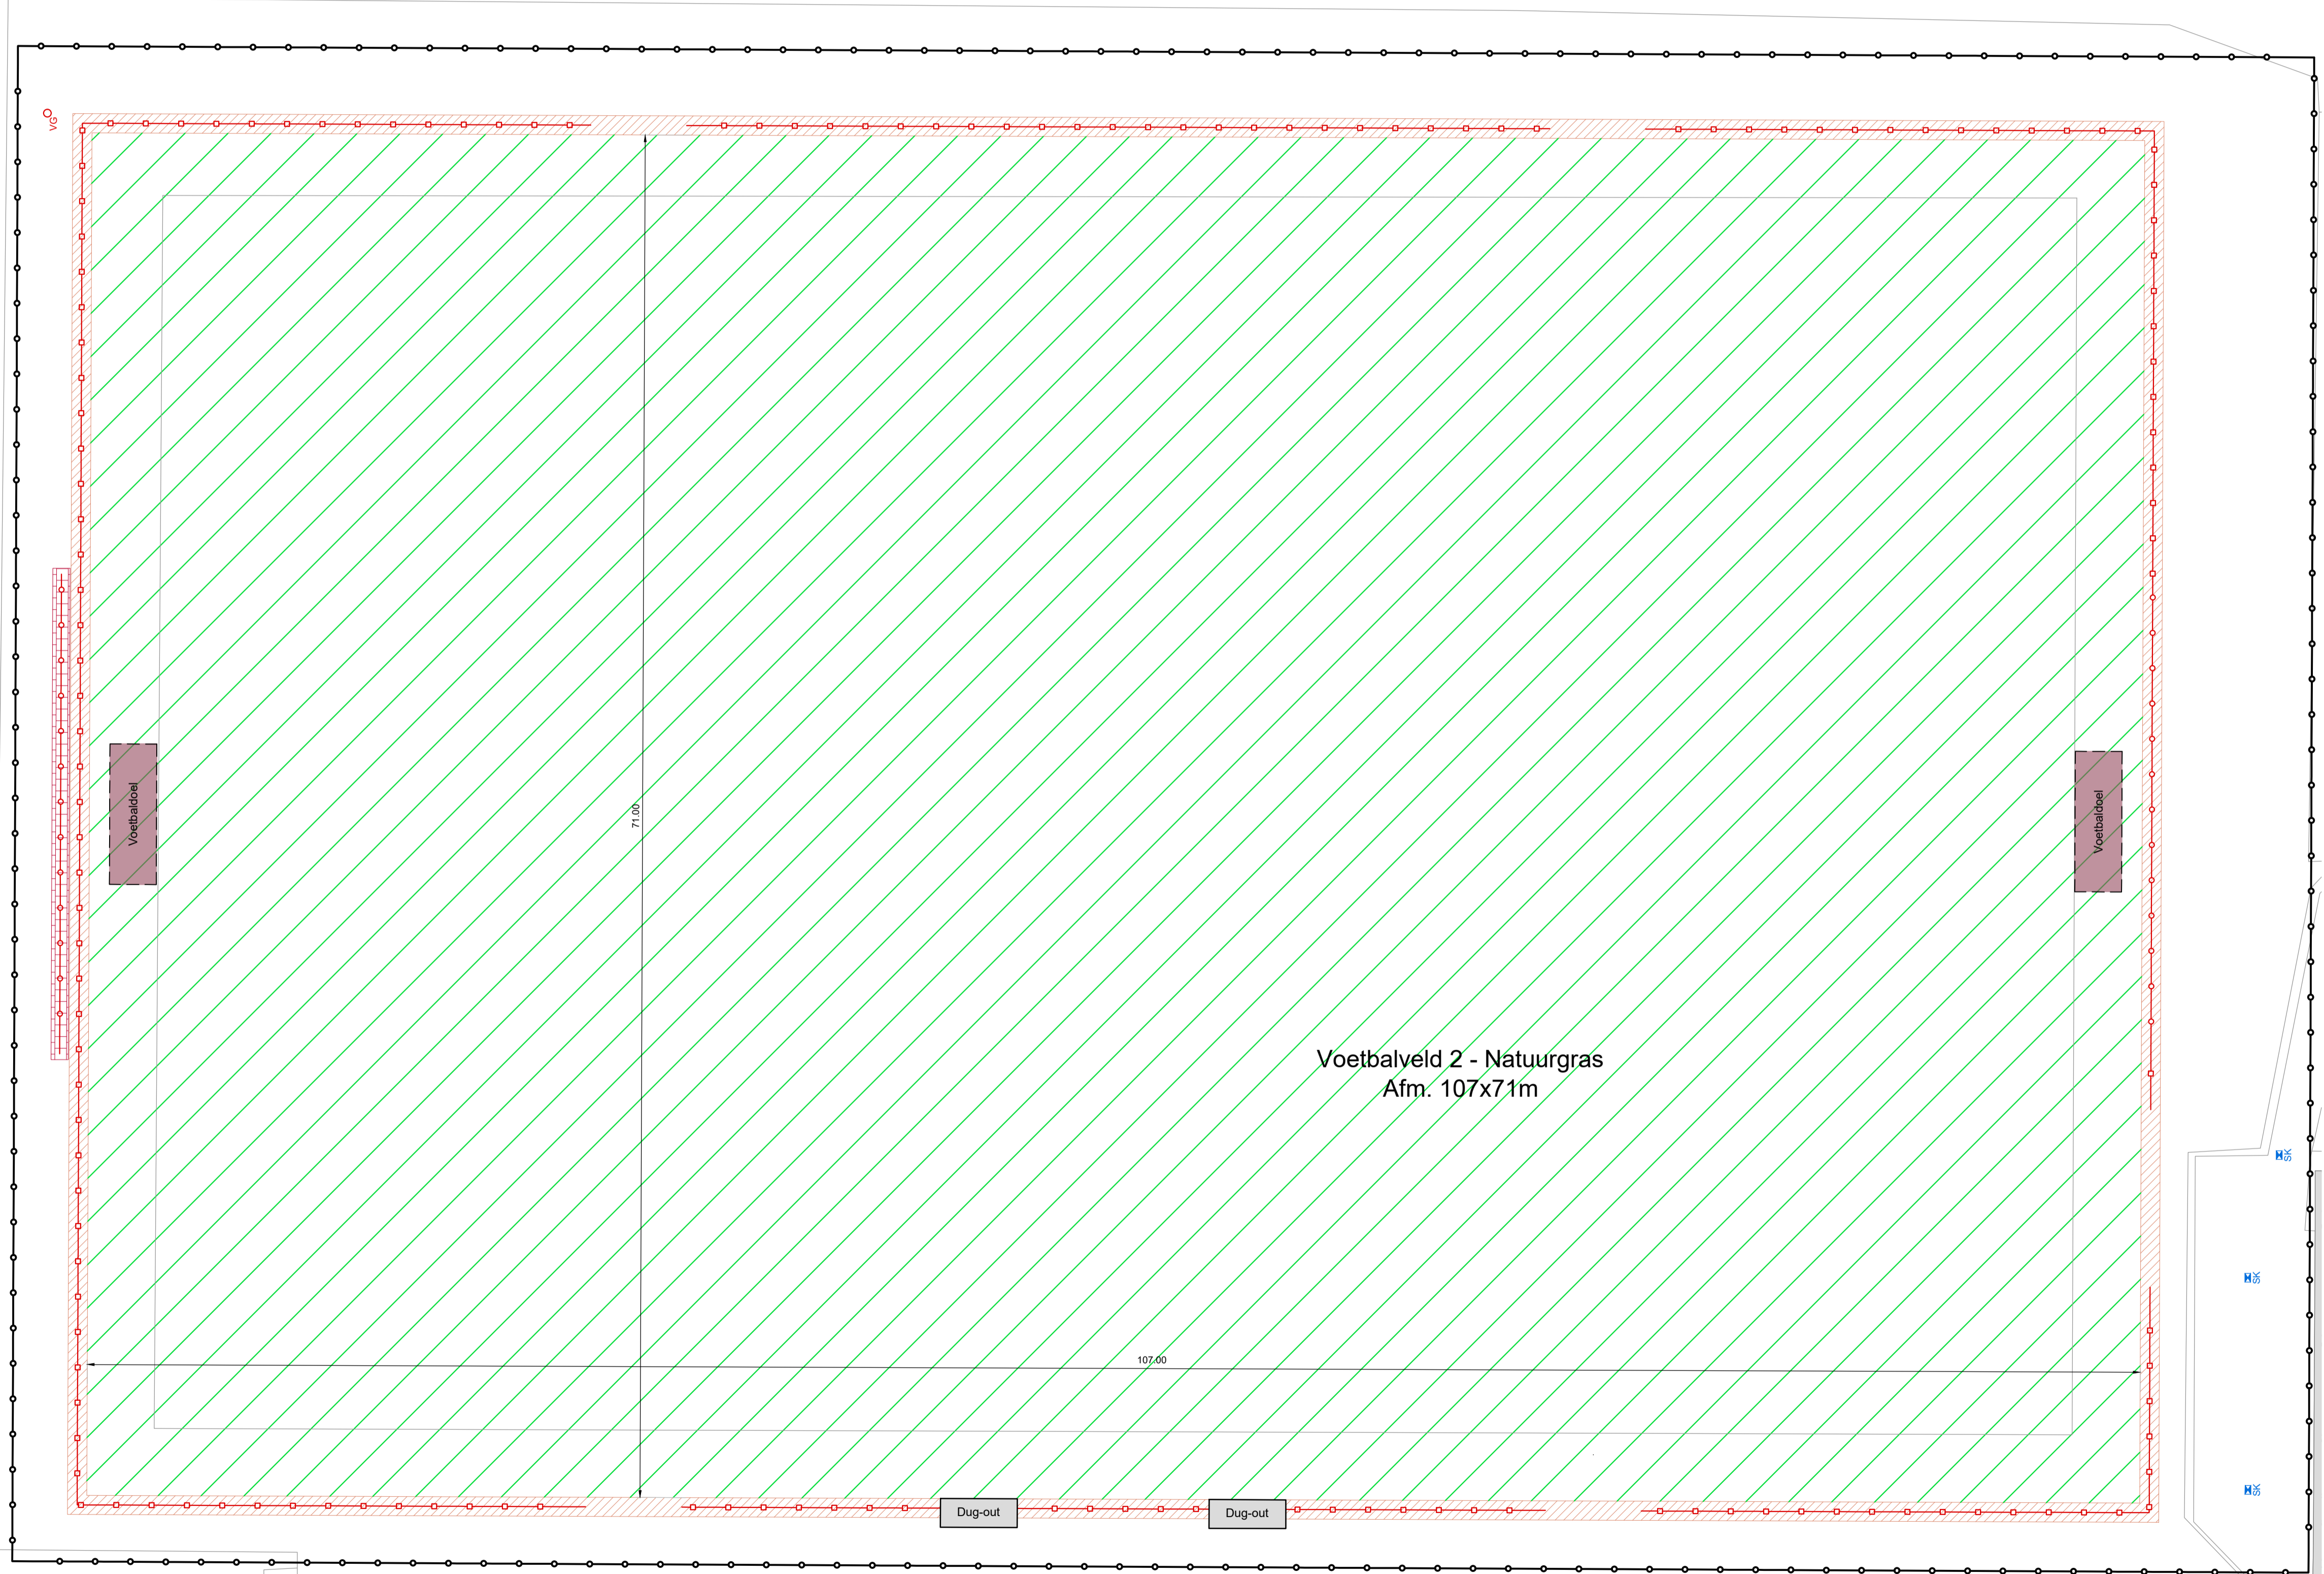 VG
Voetbaldoel
71.00
Voetbaldoel
Voetbalveld 2 - Natuurgras
Afm. 107x71m
SK
SK
107.00
SK
Dug-out
Dug-out